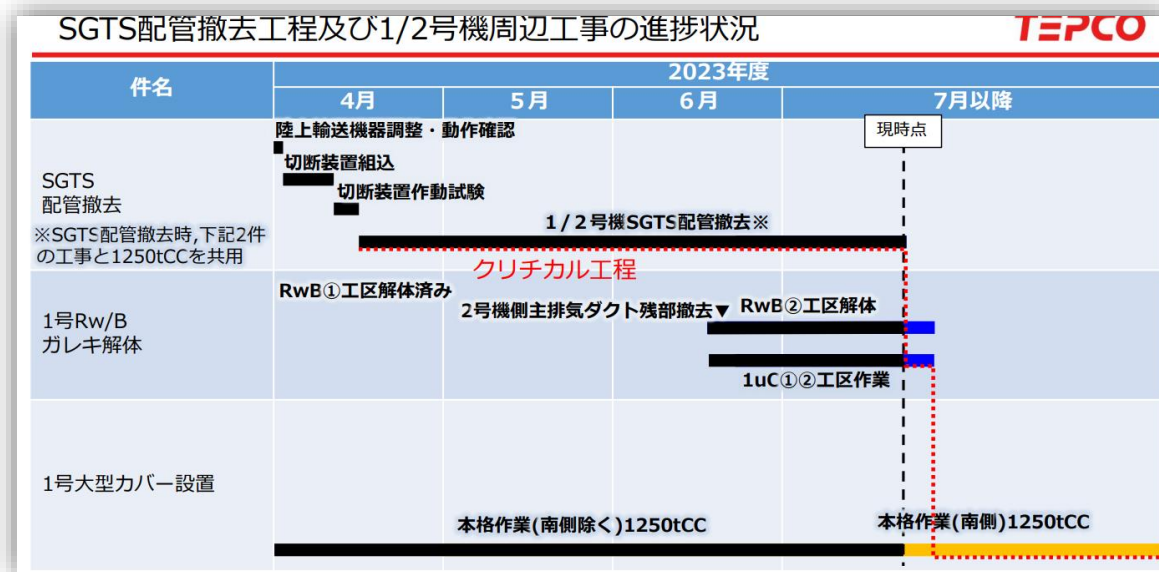 SGTS配管撤去工程及び1/2号機周辺工事の進捗状況
TEPCO
件名
2023年度
4月
5月
6月
7月以降
現時点
陸上輸送機器調整・動作確認
切断装置組込
切断装置作動試験
SGTS
配管撤去
※SGTS配管撤去時,下記2件
の工事と1250tCCを共用
1/2号機SGTS配管撤去※
クリチカル工程
1号Rw/B
ガレキ解体
RwB①工区解体済み
2号機側主排気ダクト残部撤去▼
RwB②工区解体
1uC①②工区作業
1号大型カバー設置
本格作業(南側除く)1250tCC
本格作業(南側)1250tCC